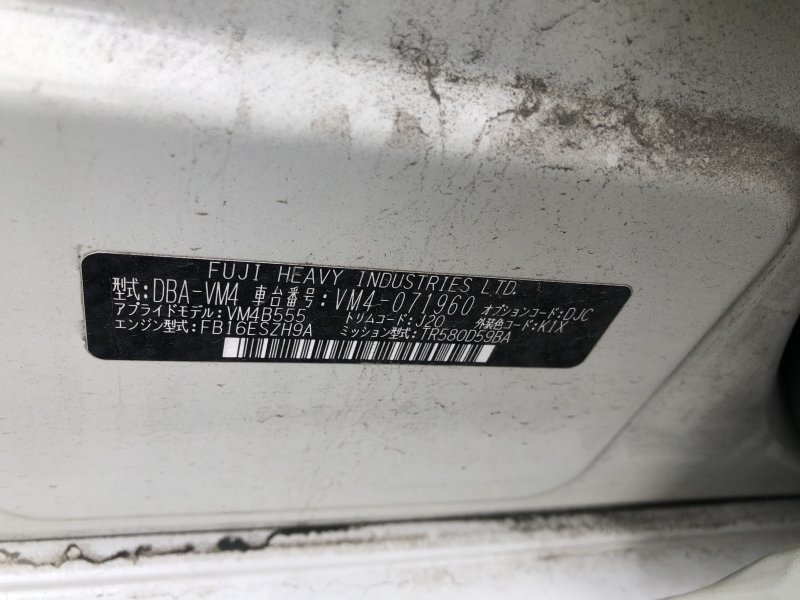 FUJI HEAVY INDUSTRIES LTD.
型式:DBA-VM4 車台番号:VM4-071960 オプションコード:DJC
アプライドモデル:VM4B555 トリムコード:J20 外装色コード:K1X
エンジン型式:FB16ESZH9A ミッション型式:TR580D59BA